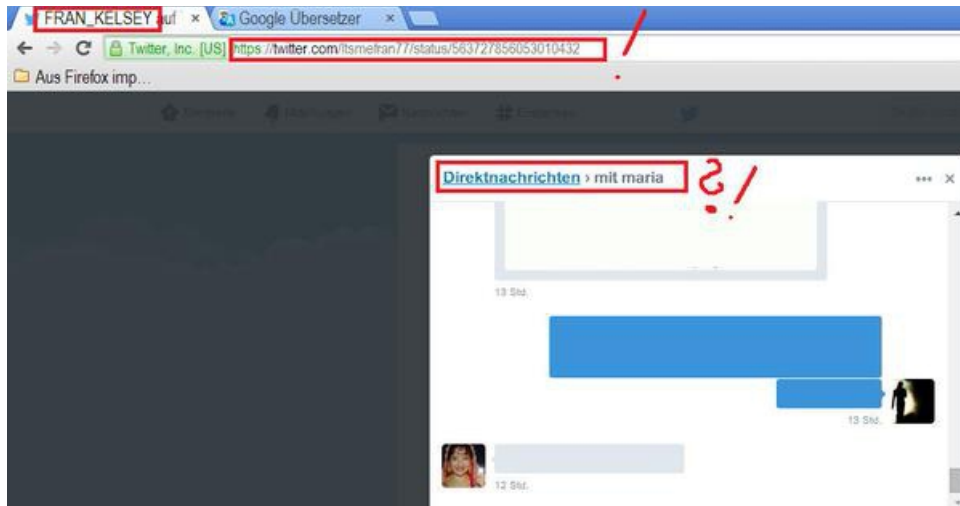 FRAN_KELSEY auf × Google Übersetzer ×
Twitter, Inc. [US] https://twitter.com/Itsmefran77/status/563727856053010432
Aus Firefox imp...
Direktnachrichten › mit maria
13 Std.
13 Std.
12 Std.